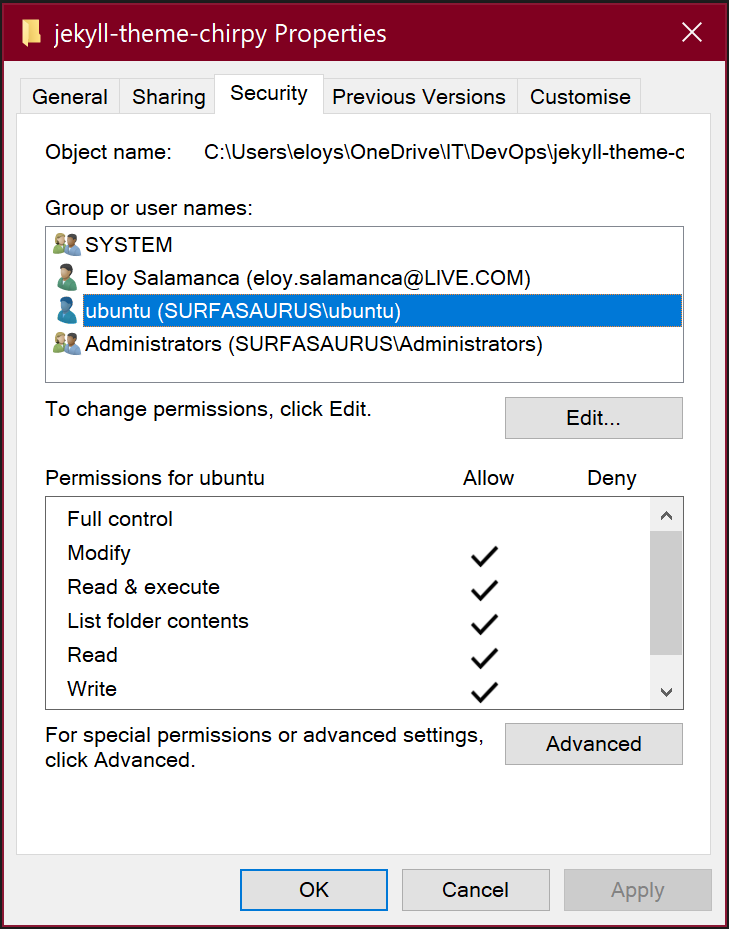 jekyll-theme-chirpy Properties
General Sharing Security Previous Versions Customise
Object name: C:\Users\eloys\OneDrive\IT\DevOps\jekyll-theme-c
Group or user names:
SYSTEM
Eloy Salamanca (eloy.salamanca@LIVE.COM)
ubuntu (SURFASAURUS\ubuntu)
Administrators (SURFASAURUS\Administrators)
To change permissions, click Edit. Edit...
Permissions for ubuntu Allow Deny
Full control
Modify
Read & execute
List folder contents
Read
Write
For special permissions or advanced settings, Advanced
click Advanced.
OK Cancel Apply